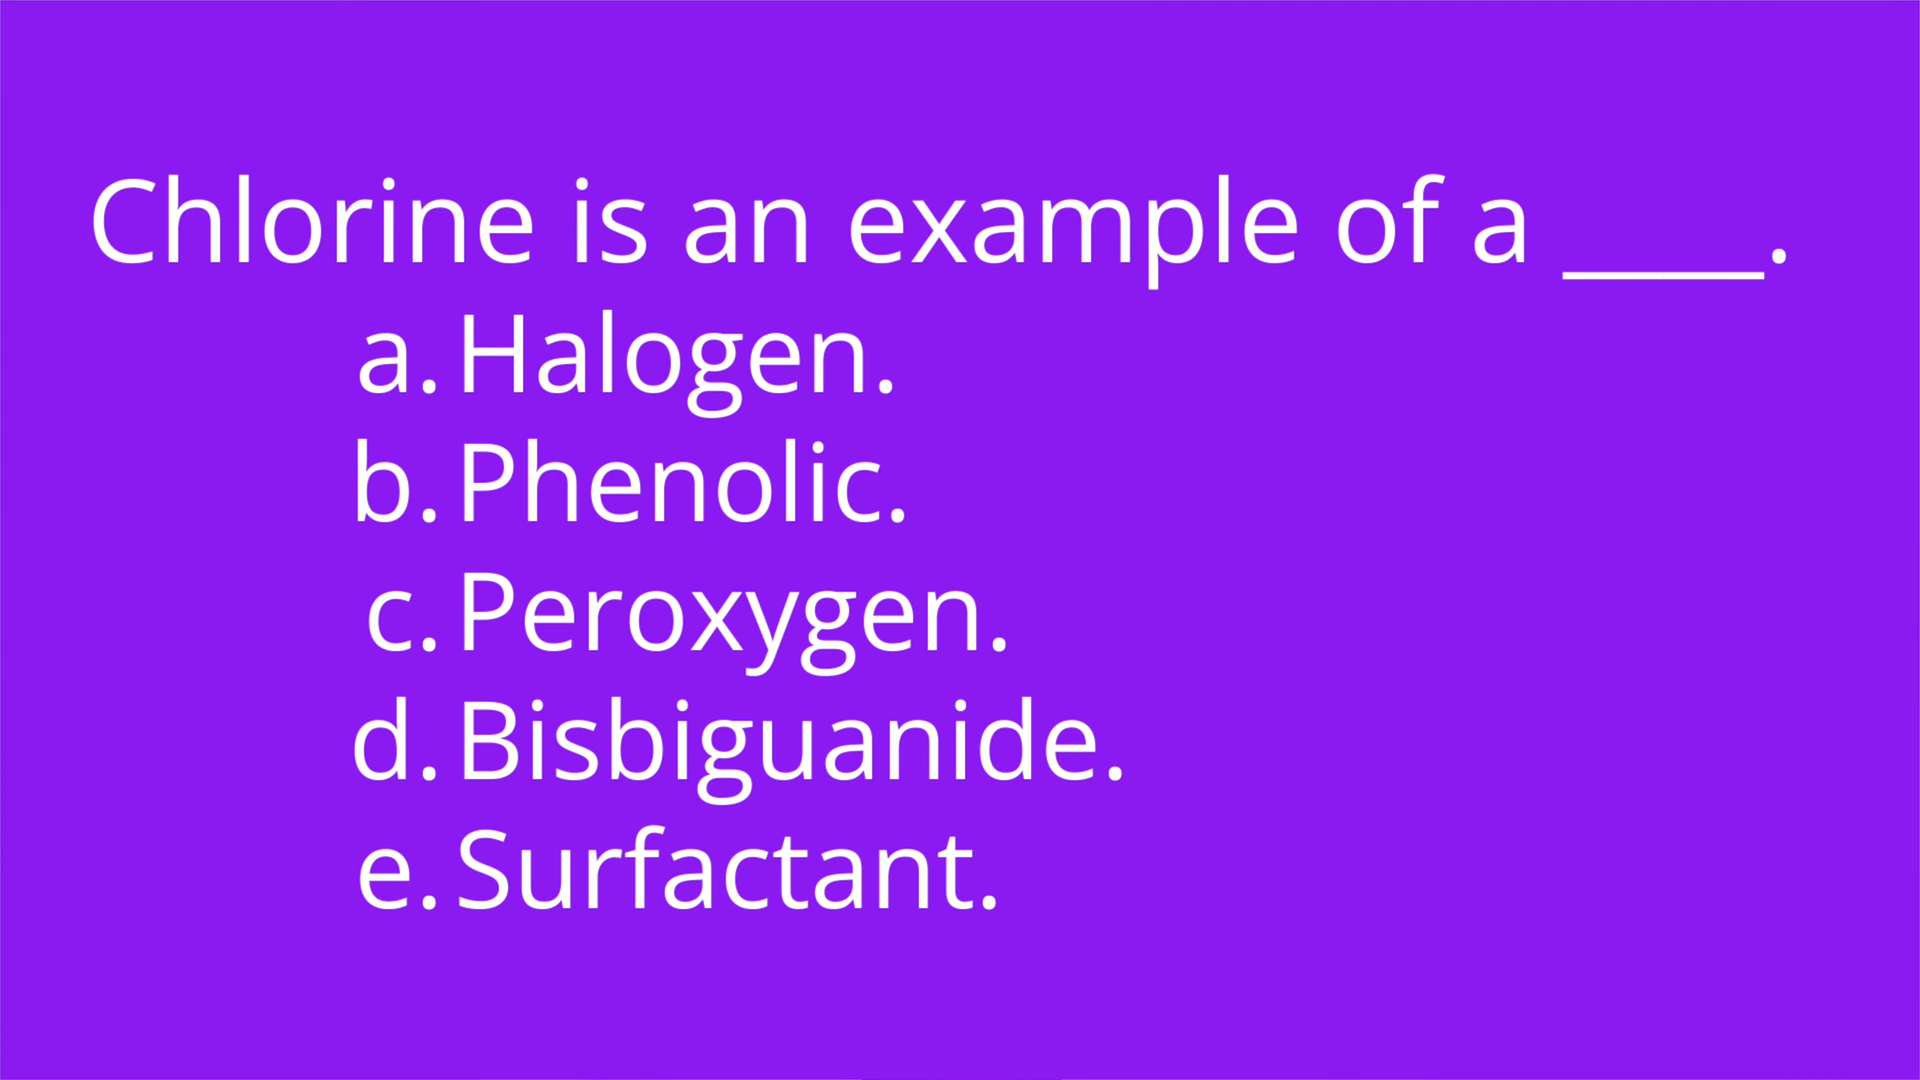 Chlorine is an example of a ____.
a. Halogen.
b. Phenolic.
c. Peroxygen.
d. Bisbiguanide.
e. Surfactant.